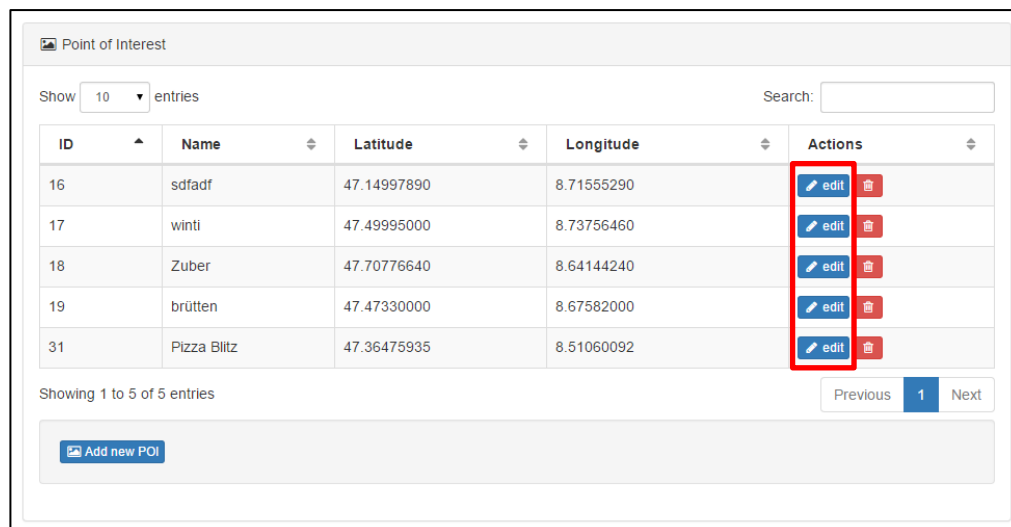 Point of Interest
Show 10 entries Search:
ID Name Latitude Longitude Actions
16 sdfadf 47.14997890 8.71555290 edit
17 winti 47.49995000 8.73756460 edit
18 Zuber 47.70776640 8.64144240 edit
19 brütten 47.47330000 8.67582000 edit
31 Pizza Blitz 47.36475935 8.51060092 edit
Showing 1 to 5 of 5 entries Previous 1 Next
Add new POI